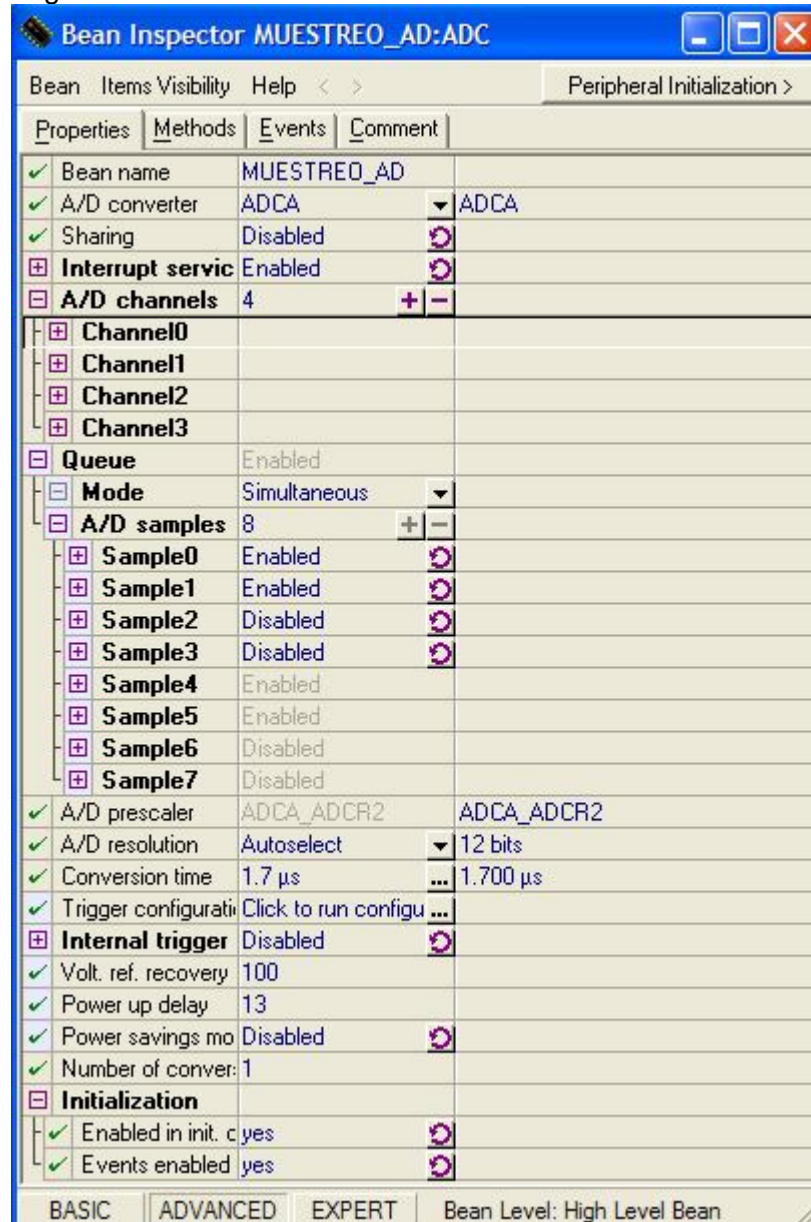 Bean Inspector MUESTREO_AD:ADC
Bean Items Visibility Help < > Peripheral Initialization >
Properties Methods Events Comment
Bean name MUESTREO_AD
A/D converter ADCA ADCA
Sharing Disabled
Interrupt servic Enabled
A/D channels 4 + -
Channel0
Channel1
Channel2
Channel3
Queue Enabled
Mode Simultaneous
A/D samples 8 + -
Sample0 Enabled
Sample1 Enabled
Sample2 Disabled
Sample3 Disabled
Sample4 Enabled
Sample5 Enabled
Sample6 Disabled
Sample7 Disabled
A/D prescaler ADCA_ADCR2 ADCA_ADCR2
A/D resolution Autoselect 12 bits
Conversion time 1.7 µs ... 1.700 µs
Trigger configurati Click to run configu ...
Internal trigger Disabled
Volt. ref. recovery 100
Power up delay 13
Power savings mo Disabled
Number of conver 1
Initialization
Enabled in init. c yes
Events enabled yes
BASIC ADVANCED EXPERT Bean Level: High Level Bean